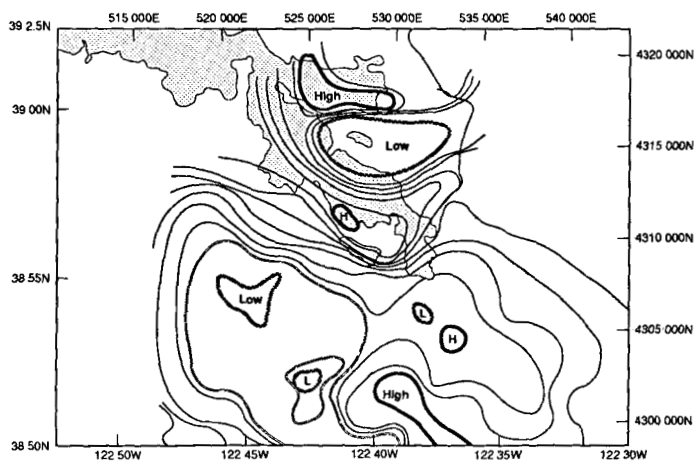 515 000E 520 000E 525 000E 530 000E 535 000E 540 000E
39 2.5N
4320 000N
High
39 00N
Low
4315 000N
H
4310 000N
38 55N
Low
L
4305 000N
H
L
High
4300 000N
38 50N
122 50W 122 45W 122 40W 122 35W 122 30W